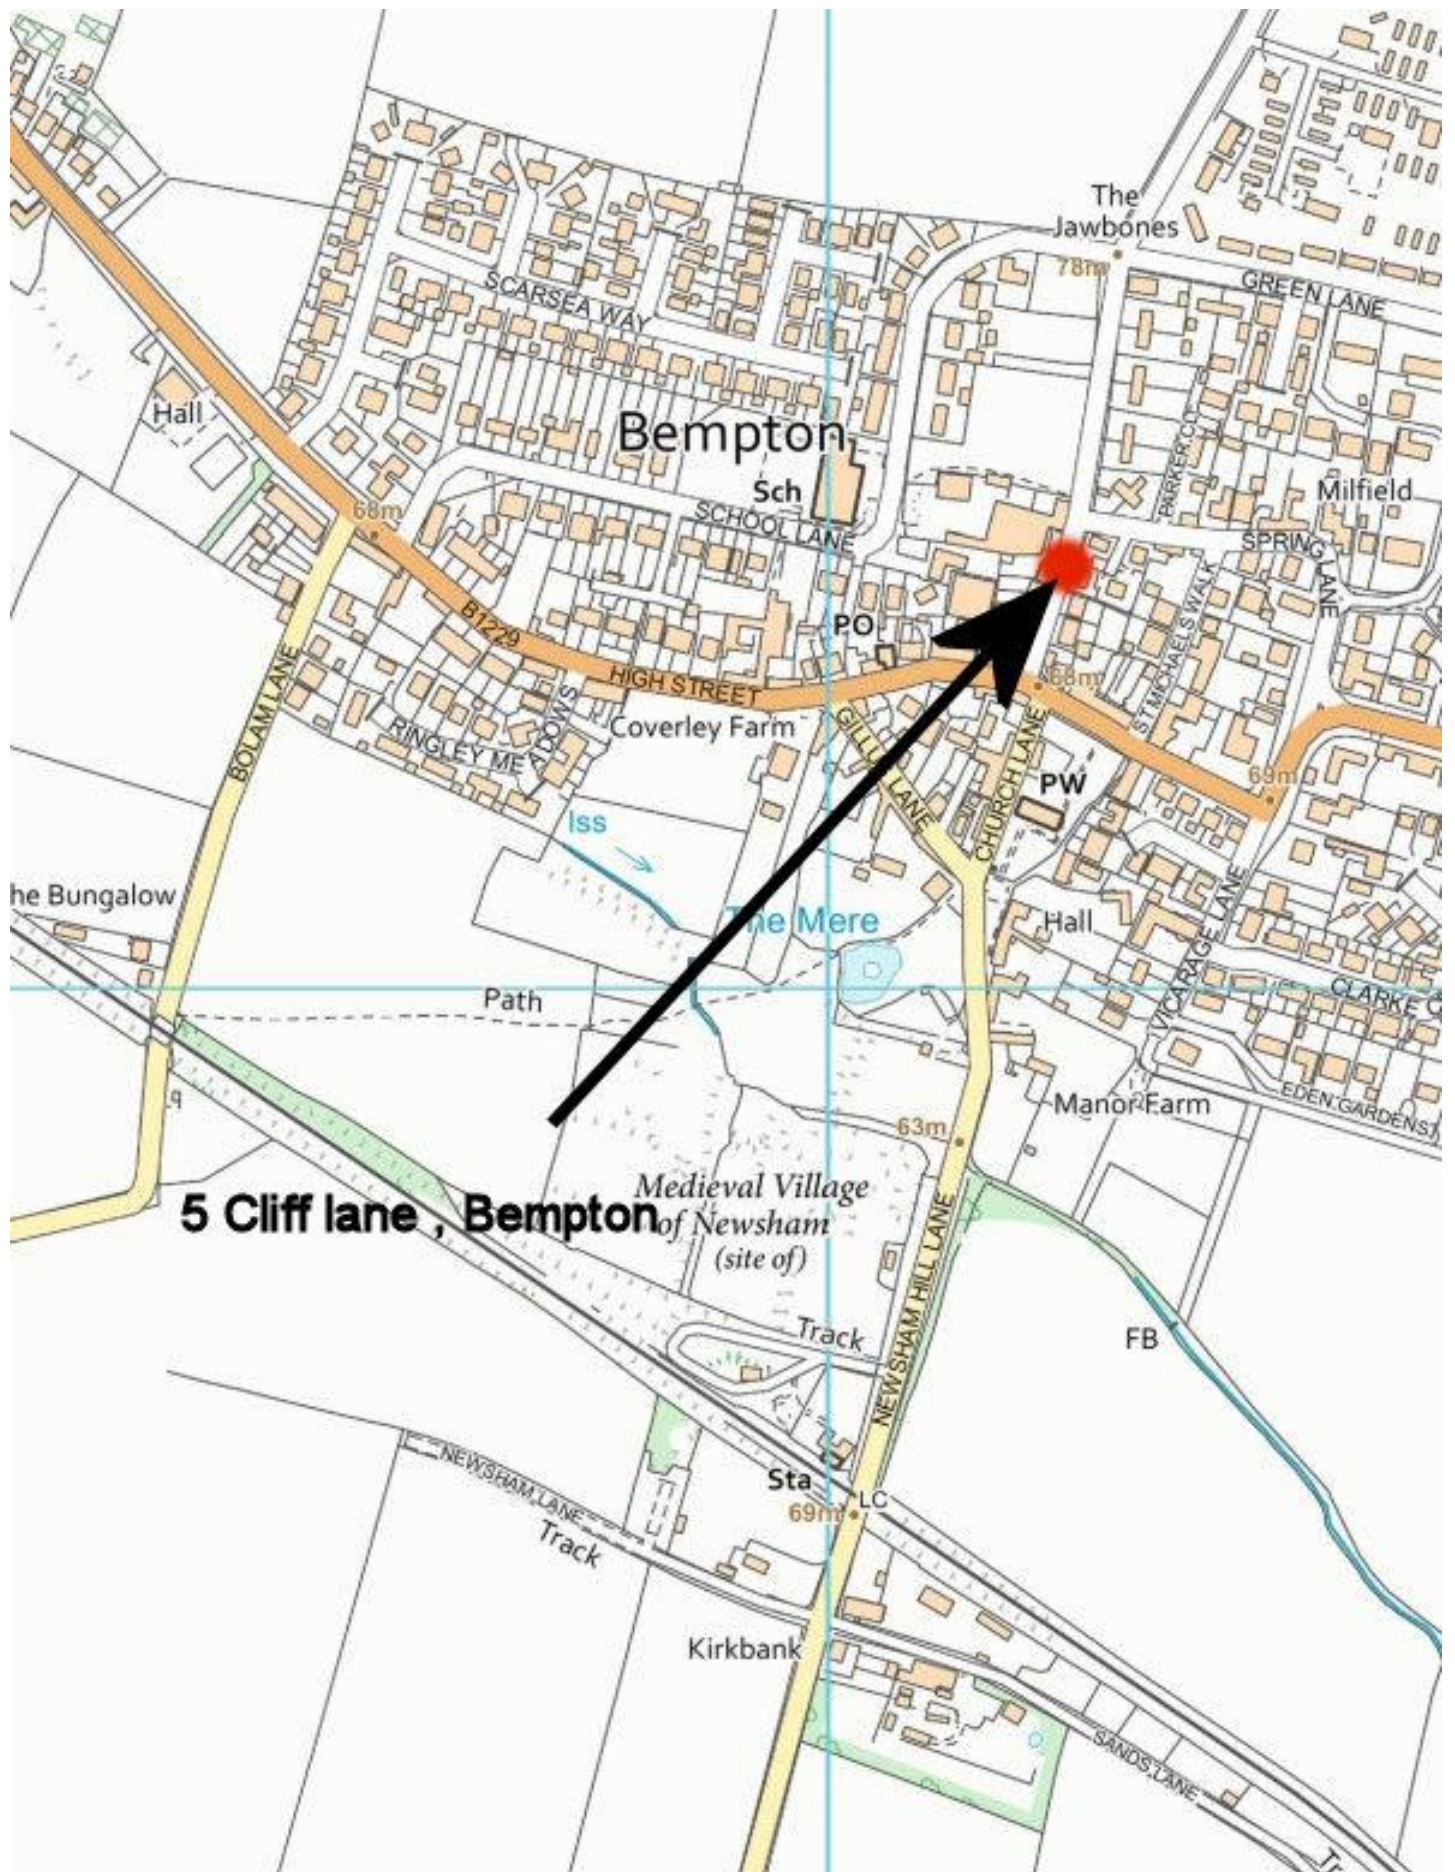 The
Jawbones
78m
GREEN LANE
SCARSEA WAY
Hall
Bempton
PARKER CT
Sch
Milfield
68m
SCHOOL LANE
SPRING LANE
B1229
PO
ST MICHAELS WALK
HIGH STREET
68m
BOLAM LANE
Coverley Farm
RINGLEY MEADOWS
GILLUS LANE
CHURCH LANE
PW
69m
Iss
he Bungalow
The Mere
Hall
VICARAGE LANE
Path
CLARKE C
EDEN GARDENS
Manor Farm
63m
Medieval Village
of Newsham
(site of)
5 Cliff lane , Bempton
NEWSHAM HILL LANE
Track
FB
NEWSHAM LANE
Track
Sta
LC
69m
Kirkbank
SANDS LANE